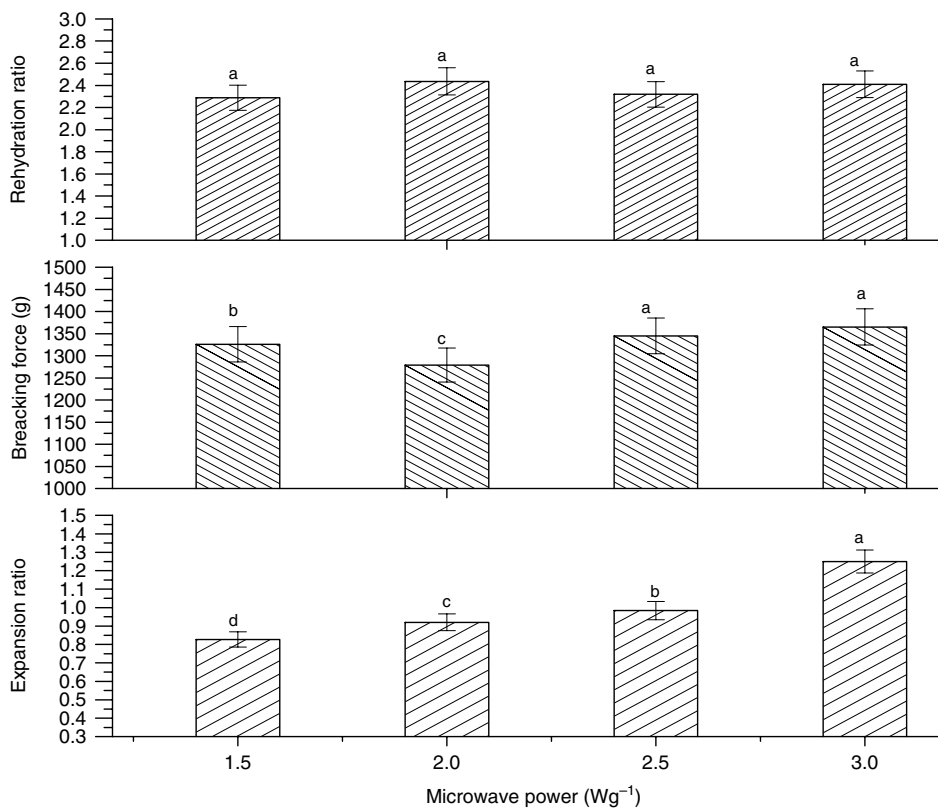 Rehydration ratio
3.0
2.8
2.6
2.4
2.2
2.0
1.8
1.6
1.4
1.2
1.0
a
a
a
a
Breacking force (g)
1500
1450
1400
1350
1300
1250
1200
1150
1100
1050
1000
b
c
a
a
Expansion ratio
1.5
1.4
1.3
1.2
1.1
1.0
0.9
0.8
0.7
0.6
0.5
0.4
0.3
d
c
b
a
1.5
2.0
2.5
3.0
Microwave power (Wg⁻¹)